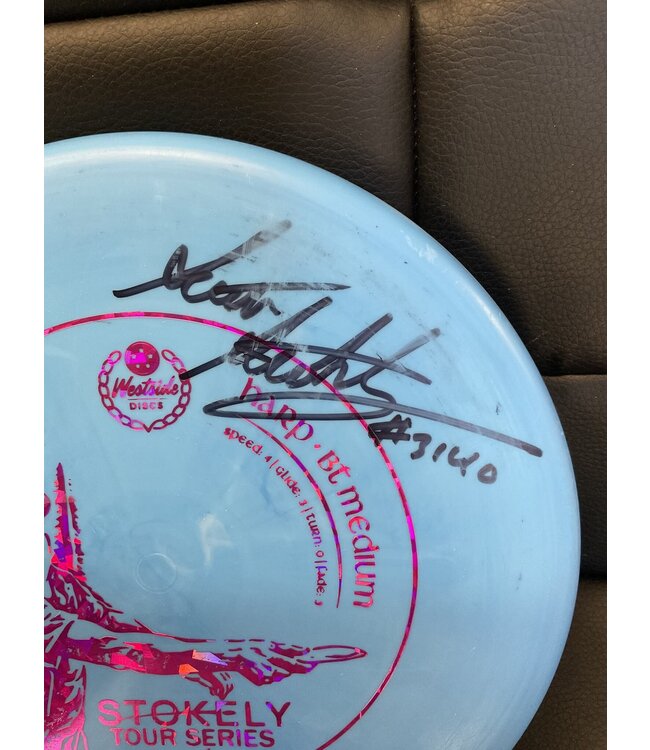 Westside
DISCS
#3140
harp · Bt medium
speed: 4 | Glide: 3 | turn: 0 | fade: 3
STOKELY
TOUR SERIES